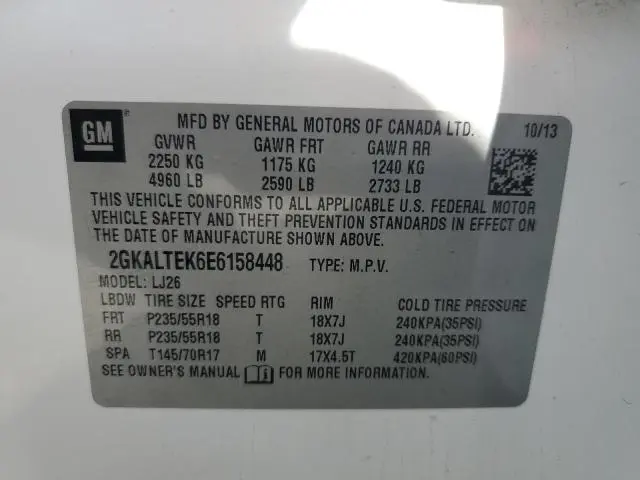 GM
MFD BY GENERAL MOTORS OF CANADA LTD. 10/13
GVWR GAWR FRT GAWR RR
2250 KG 1175 KG 1240 KG
4960 LB 2590 LB 2733 LB
THIS VEHICLE CONFORMS TO ALL APPLICABLE U.S. FEDERAL MOTOR
VEHICLE SAFETY AND THEFT PREVENTION STANDARDS IN EFFECT ON
THE DATE OF MANUFACTURE SHOWN ABOVE.
2GKALTEK6E6158448 TYPE: M.P.V.
MODEL: LJ26
LBDW TIRE SIZE SPEED RTG RIM COLD TIRE PRESSURE
FRT P235/55R18 T 18X7J 240KPA(35PSI)
RR P235/55R18 T 18X7J 240KPA(35PSI)
SPA T145/70R17 M 17X4.5T 420KPA(60PSI)
SEE OWNER'S MANUAL FOR MORE INFORMATION.